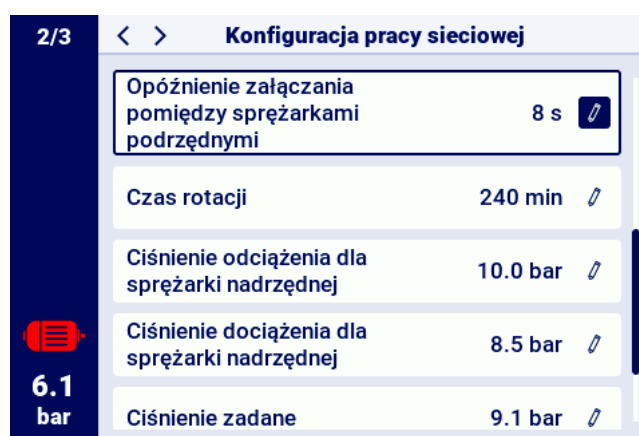 2/3
< >
Konfiguracja pracy sieciowej
Opóźnienie załączania
pomiędzy sprężarkami
podrzędnymi
8 s
Czas rotacji
240 min
Ciśnienie odciążenia dla
sprężarki nadrzędnej
10.0 bar
Ciśnienie dociążenia dla
sprężarki nadrzędnej
8.5 bar
Ciśnienie zadane
9.1 bar
6.1
bar